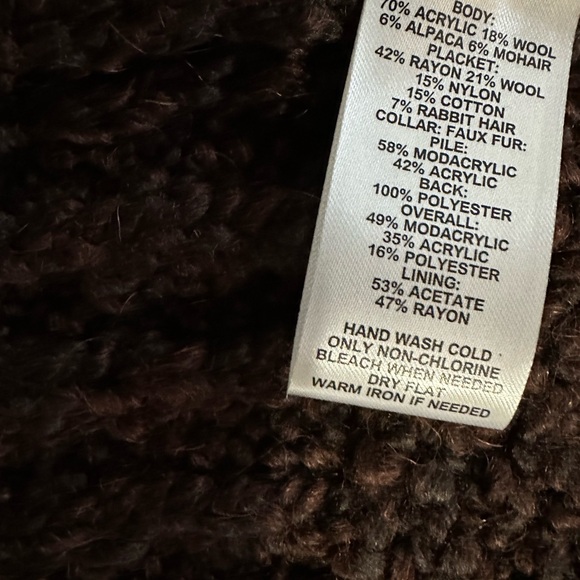 BODY:
70% ACRYLIC 18% WOOL
6% ALPACA 6% MOHAIR
PLACKET:
42% RAYON 21% WOOL
15% NYLON
15% COTTON
7% RABBIT HAIR
COLLAR: FAUX FUR:
PILE:
58% MODACRYLIC
42% ACRYLIC
BACK:
100% POLYESTER
OVERALL:
49% MODACRYLIC
35% ACRYLIC
16% POLYESTER
LINING:
53% ACETATE
47% RAYON
HAND WASH COLD
ONLY NON-CHLORINE
BLEACH WHEN NEEDED
DRY FLAT
WARM IRON IF NEEDED